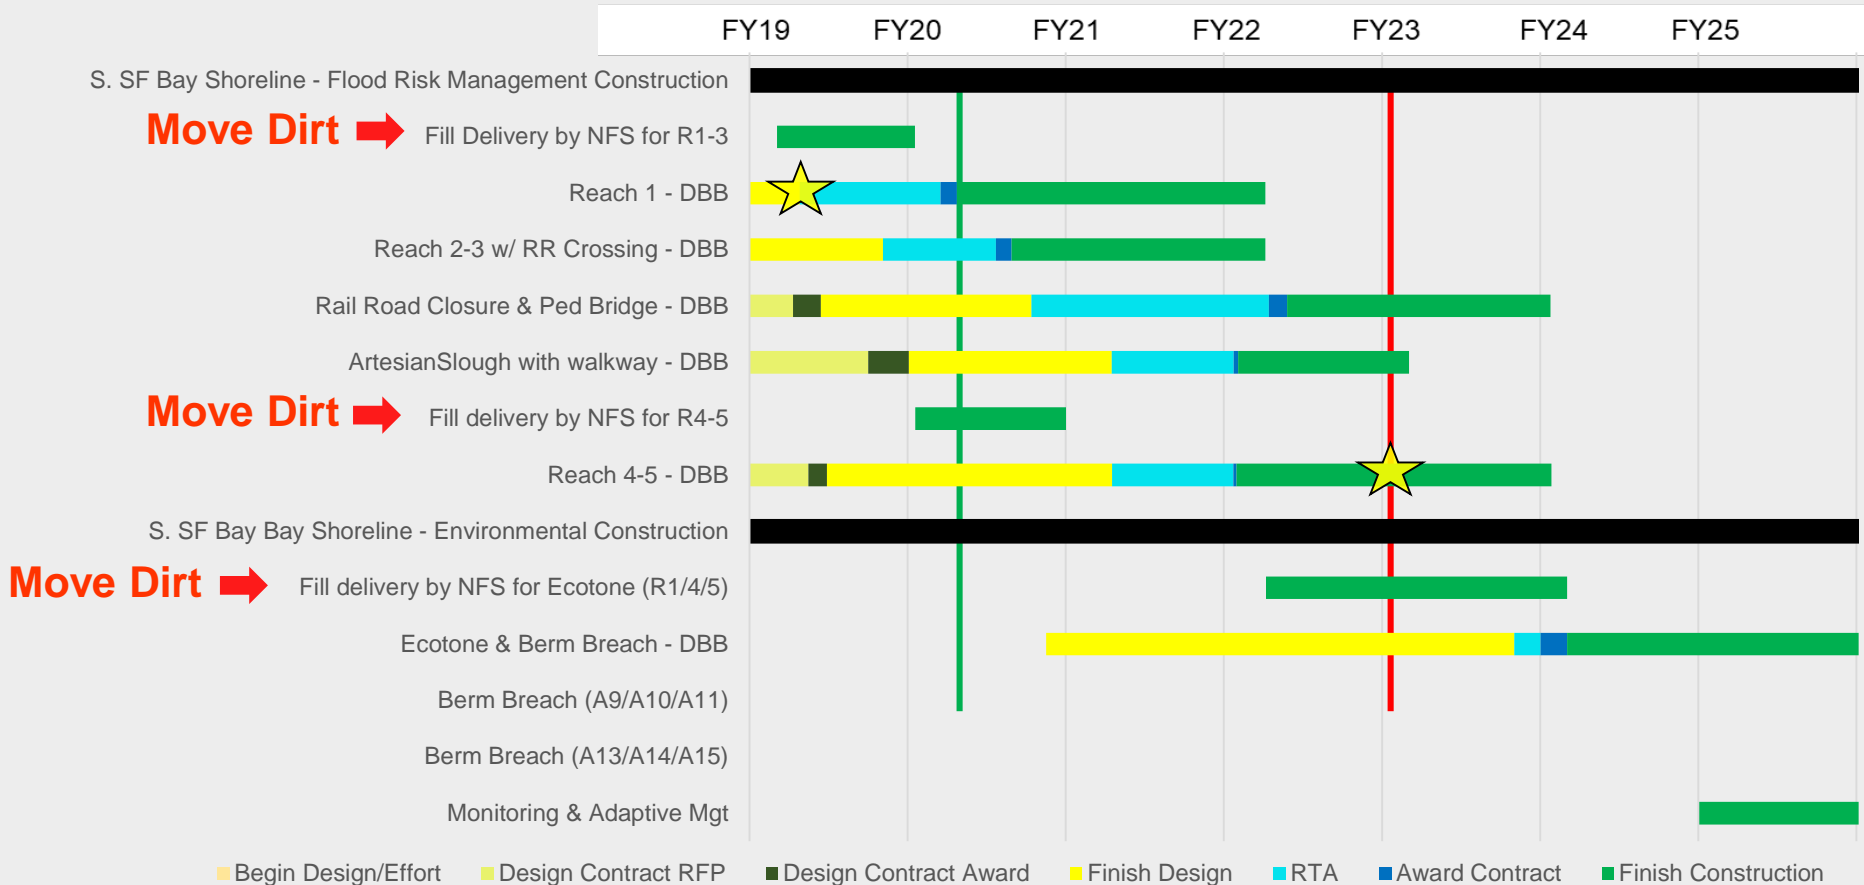 FY19 FY20 FY21 FY22 FY23 FY24 FY25
S. SF Bay Shoreline - Flood Risk Management Construction
Move Dirt Fill Delivery by NFS for R1-3
Reach 1 - DBB
Reach 2-3 w/ RR Crossing - DBB
Rail Road Closure & Ped Bridge - DBB
ArtesianSlough with walkway - DBB
Move Dirt Fill delivery by NFS for R4-5
Reach 4-5 - DBB
S. SF Bay Bay Shoreline - Environmental Construction
Move Dirt Fill delivery by NFS for Ecotone (R1/4/5)
Ecotone & Berm Breach - DBB
Berm Breach (A9/A10/A11)
Berm Breach (A13/A14/A15)
Monitoring & Adaptive Mgt
Begin Design/Effort Design Contract RFP Design Contract Award Finish Design RTA Award Contract Finish Construction